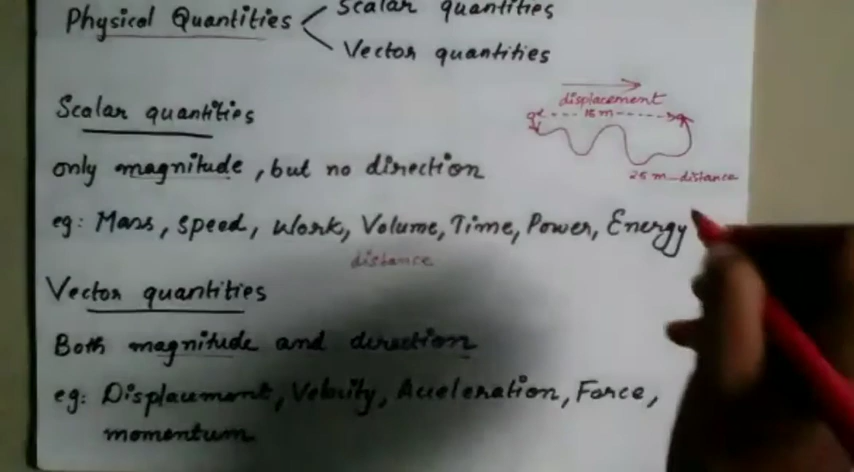 Physical Quantities
Scalar quantities
Vector quantities
Scalar quantities
displacement
15 m
25 m distance
only magnitude, but no direction
eg: Mass, Speed, Work, Volume, Time, Power, Energy
distance
Vector quantities
Both magnitude and direction
eg: Displacement, Velocity, Acceleration, Force,
momentum